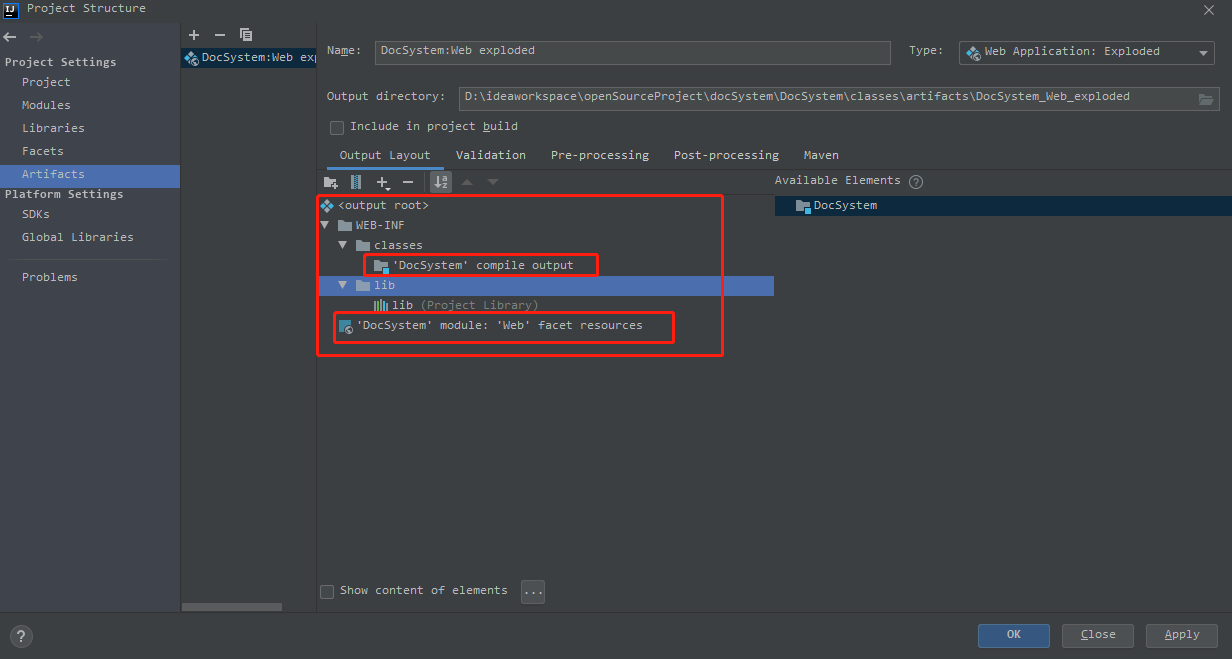 IJ
Project Structure
Project Settings
Project
Modules
Libraries
Facets
Artifacts
Platform Settings
SDKs
Global Libraries
Problems
DocSystem:Web exp
Name: DocSystem:Web exploded Type: Web Application: Exploded
Output directory: D:\ideaworkspace\openSourceProject\docSystem\DocSystem\classes\artifacts\DocSystem_Web_exploded
Include in project build
Output Layout Validation Pre-processing Post-processing Maven
Available Elements ?
<output root>
DocSystem
WEB-INF
classes
'DocSystem' compile output
lib
lib (Project Library)
'DocSystem' module: 'Web' facet resources
Show content of elements ...
? OK Close Apply